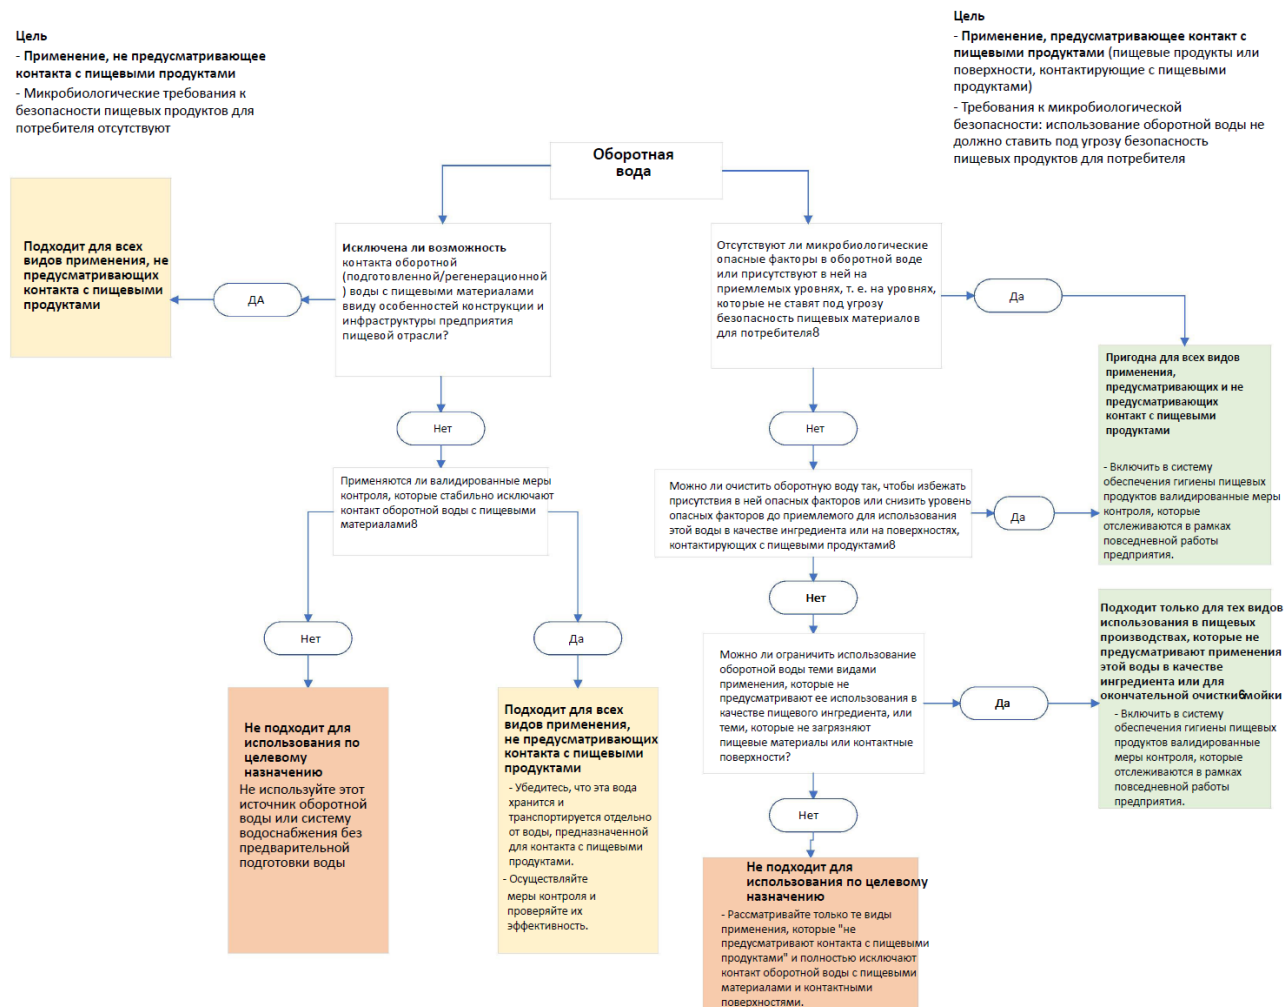 Цель
- Применение, не предусматривающее
контакта с пищевыми продуктами
- Микробиологические требования к
безопасности пищевых продуктов для
потребителя отсутствуют
Цель
- Применение, предусматривающее контакт с
пищевыми продуктами (пищевые продукты или
поверхности, контактирующие с пищевыми
продуктами)
- Требования к микробиологической
безопасности: использование оборотной воды не
должно ставить под угрозу безопасность
пищевых продуктов для потребителя
Оборотная
вода
Подходит для всех
видов применения, не
предусматривающих
контакта с пищевыми
продуктами
ДА
Исключена ли возможность
контакта оборотной
(подготовленной/регенерационной
) воды с пищевыми материалами
ввиду особенностей конструкции и
инфраструктуры предприятия
пищевой отрасли?
Отсутствуют ли микробиологические
опасные факторы в оборотной воде
или присутствуют в ней на
приемлемых уровнях, т. е. на уровнях,
которые не ставят под угрозу
безопасность пищевых материалов
для потребителя8
Да
Пригодна для всех видов
применения,
предусматривающих и не
предусматривающих
контакт с пищевыми
продуктами
- Включить в систему
обеспечения гигиены пищевых
продуктов валидированные меры
контроля, которые
отслеживаются в рамках
повседневной работы
предприятия.
Нет
Нет
Применяются ли валидированные меры
контроля, которые стабильно исключают
контакт оборотной воды с пищевыми
материалами8
Можно ли очистить оборотную воду так, чтобы избежать
присутствия в ней опасных факторов или снизить уровень
опасных факторов до приемлемого для использования
этой воды в качестве ингредиента или на поверхностях,
контактирующих с пищевыми продуктами8
Да
Нет
Нет
Да
Можно ли ограничить использование
оборотной воды теми видами
применения, которые не
предусматривают ее использования в
качестве пищевого ингредиента, или
теми, которые не загрязняют
пищевые материалы или контактные
поверхности?
Да
Подходит только для тех видов
использования в пищевых
производствах, которые не
предусматривают применения
этой воды в качестве
ингредиента или для
окончательной очистки6мойки
- Включить в систему
обеспечения гигиены пищевых
продуктов валидированные
меры контроля, которые
отслеживаются в рамках
повседневной работы
предприятия.
Не подходит для
использования по
целевому
назначению
Не используйте этот
источник оборотной
воды или систему
водоснабжения без
предварительной
подготовки воды
Подходит для всех
видов применения,
не предусматривающих
контакта с пищевыми
продуктами
- Убедитесь, что эта вода
хранится и
транспортируется отдельно
от воды, предназначенной
для контакта с пищевыми
продуктами.
- Осуществляйте
меры контроля и
проверяйте их
эффективность.
Нет
Не подходит для
использования по целевому
назначению
- Рассматривайте только те виды
применения, которые "не
предусматривают контакта с пищевыми
продуктами" и полностью исключают
контакт оборотной воды с пищевыми
материалами и контактными
поверхностями.